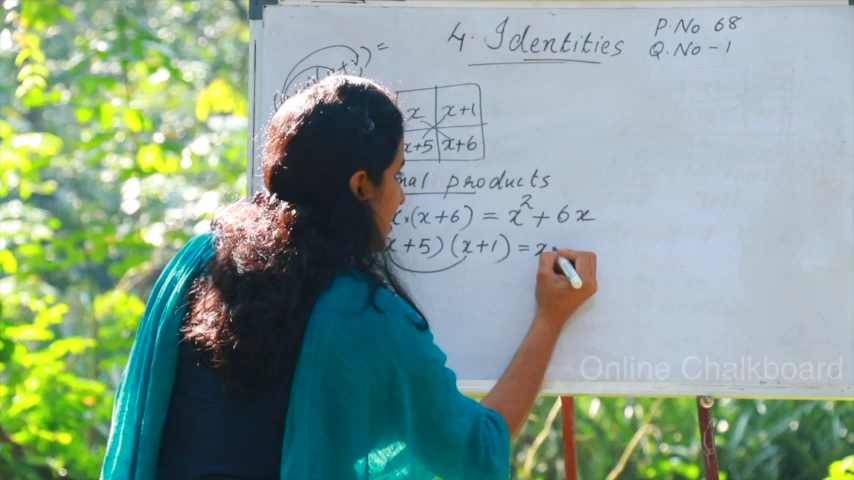 4. Identities
P.No 68
Q.No -1
x x+1
x+5 x+6
products
x.(x+6) = x² + 6x
x+5)(x+1) = x
Online Chalkboard